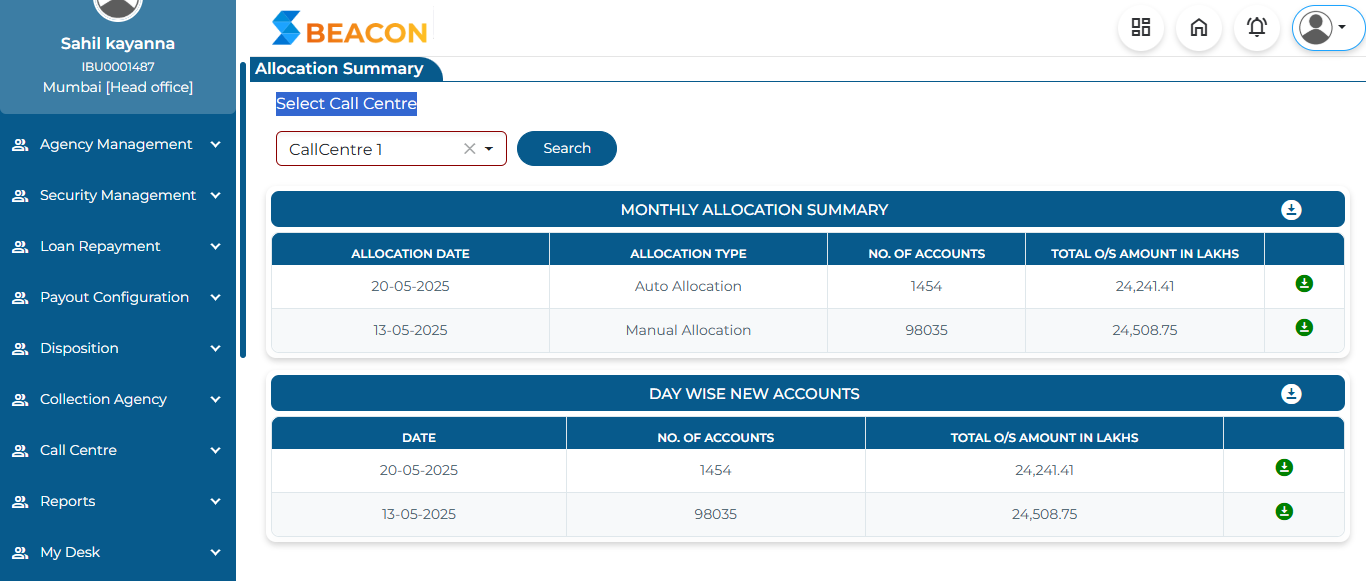 Sahil kayanna
IBU0001487
Mumbai [Head office]
Agency Management
Security Management
Loan Repayment
Payout Configuration
Disposition
Collection Agency
Call Centre
Reports
My Desk
BEACON
Allocation Summary
Select Call Centre
CallCentre 1 Search
MONTHLY ALLOCATION SUMMARY
ALLOCATION DATE ALLOCATION TYPE NO. OF ACCOUNTS TOTAL O/S AMOUNT IN LAKHS
20-05-2025 Auto Allocation 1454 24,241.41
13-05-2025 Manual Allocation 98035 24,508.75
DAY WISE NEW ACCOUNTS
DATE NO. OF ACCOUNTS TOTAL O/S AMOUNT IN LAKHS
20-05-2025 1454 24,241.41
13-05-2025 98035 24,508.75